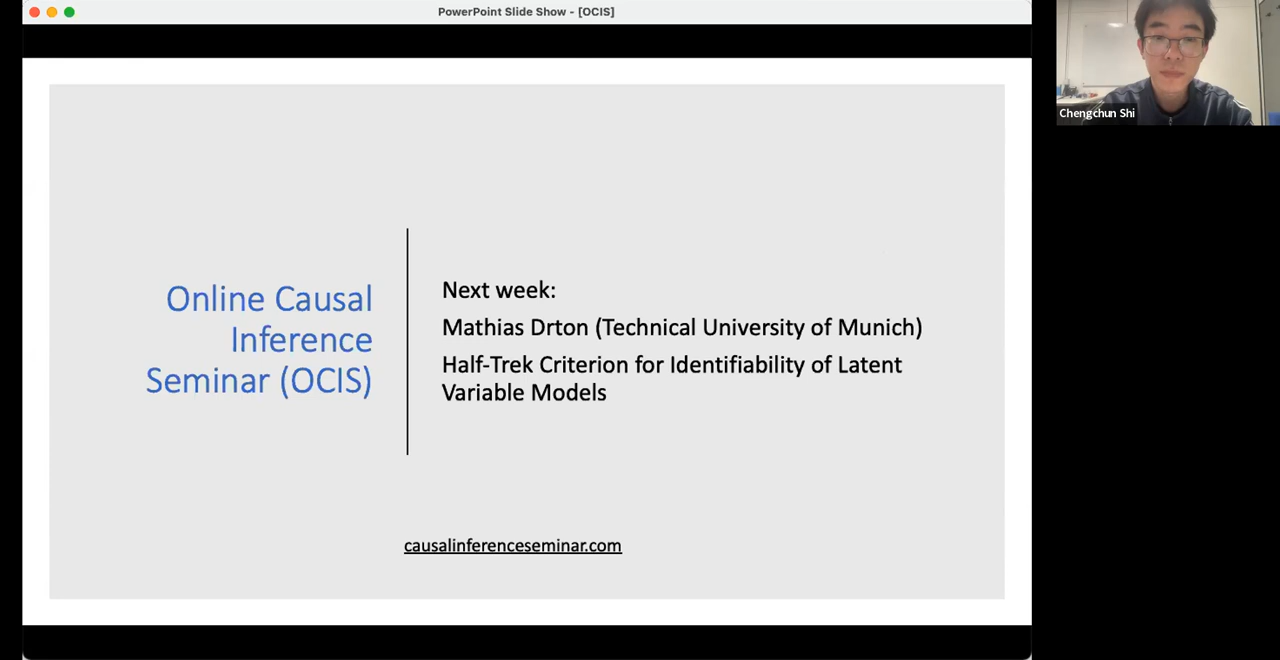 PowerPoint Slide Show - [OCIS]
Chengchun Shi
Online Causal
Inference
Seminar (OCIS)
Next week:
Mathias Drton (Technical University of Munich)
Half-Trek Criterion for Identifiability of Latent
Variable Models
causalinferenceseminar.com